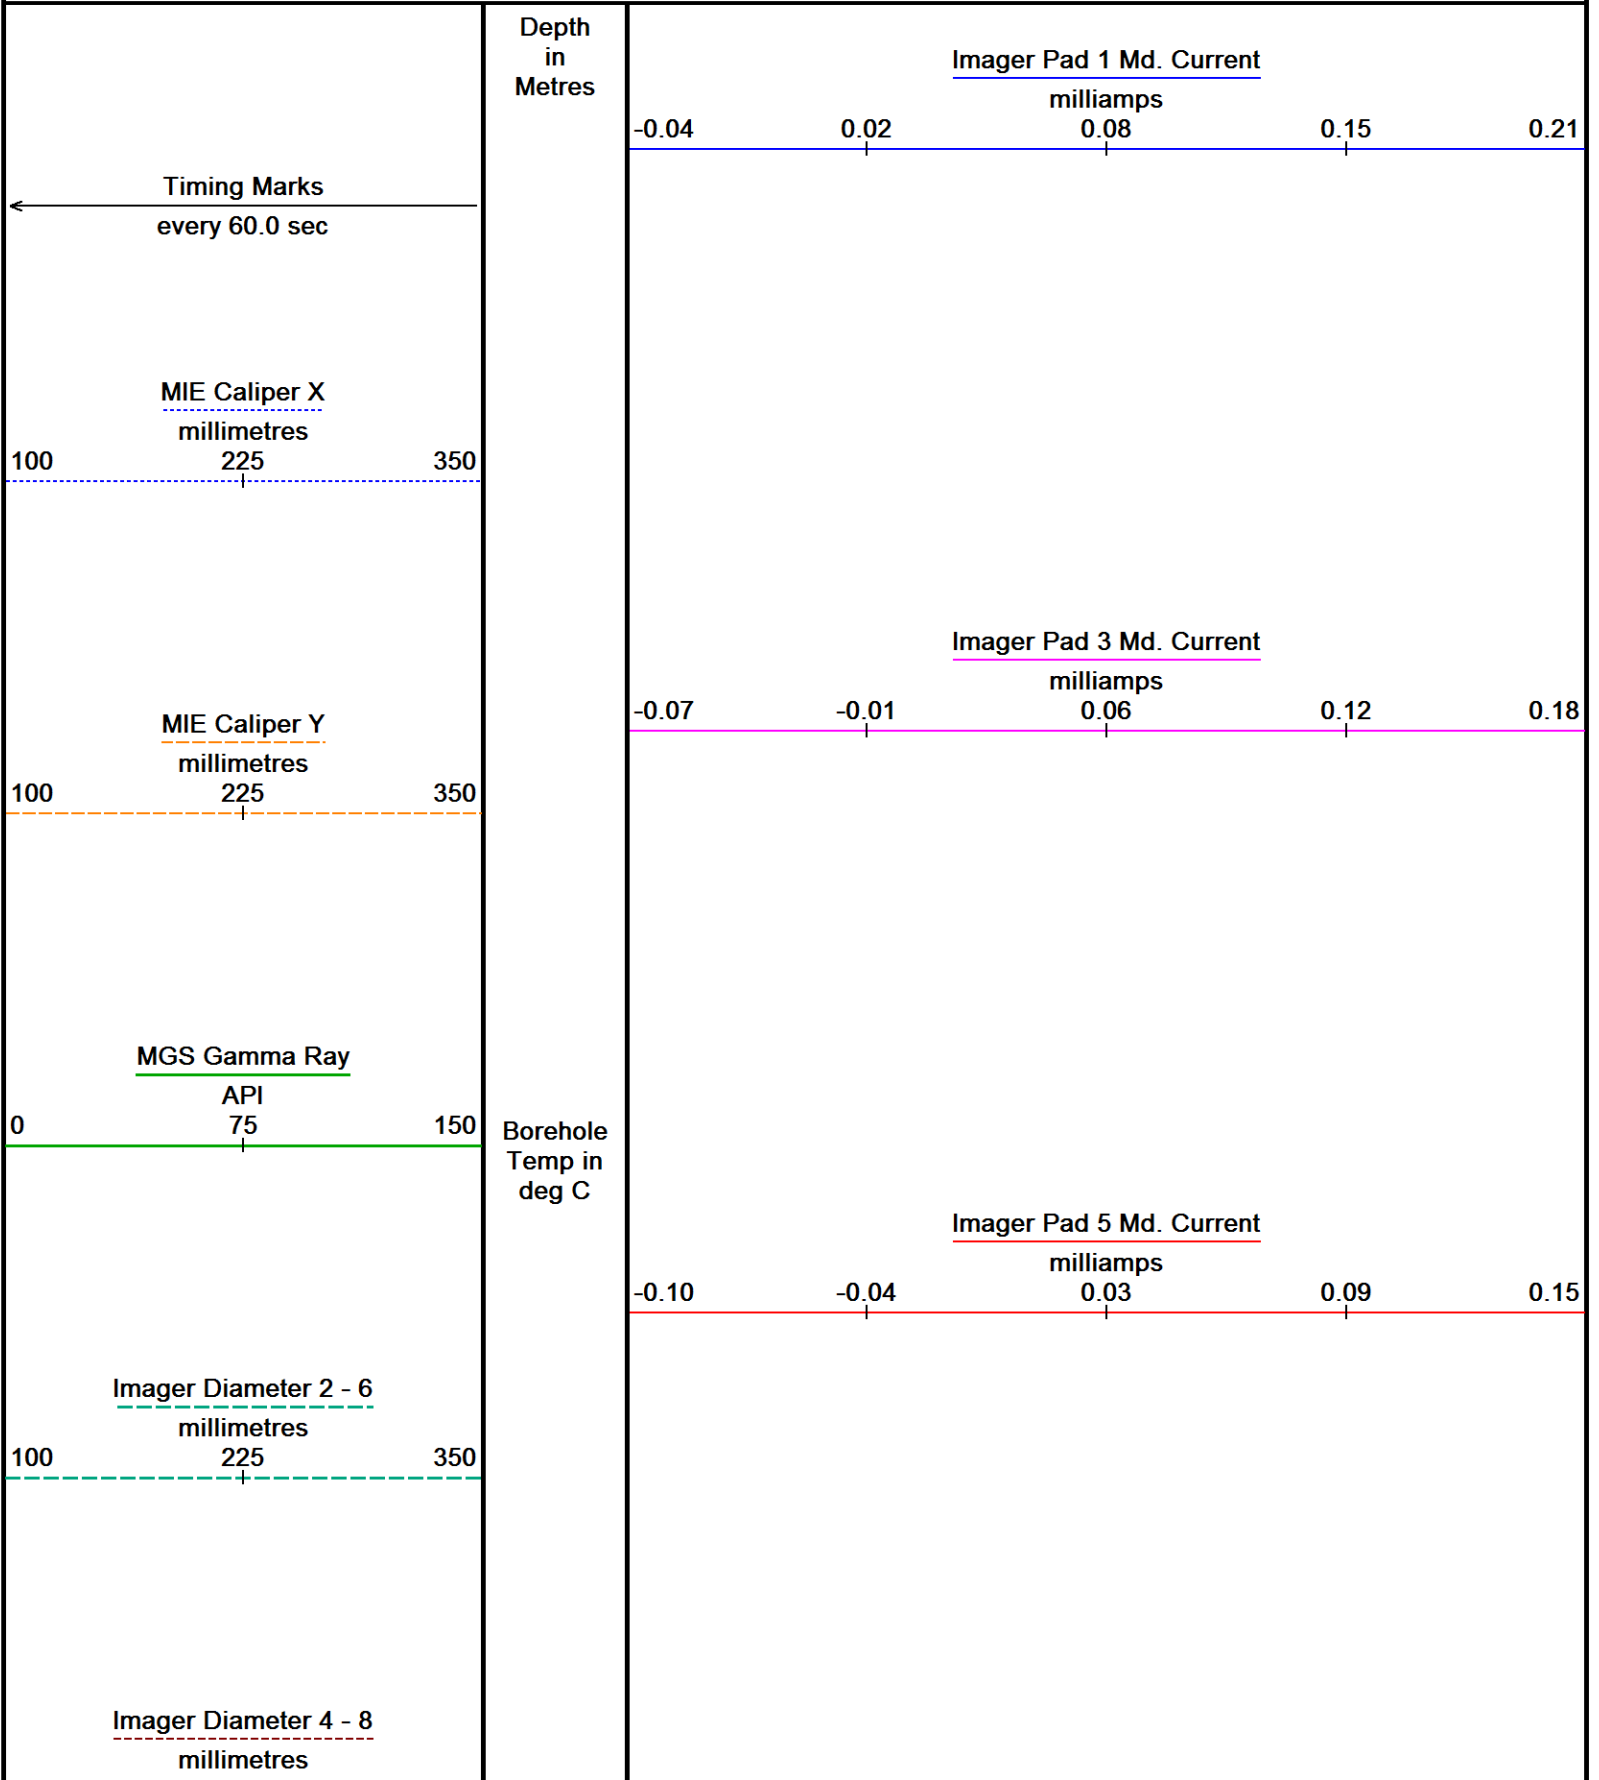 Timing Marks
every 60.0 sec
MIE Caliper X
millimetres
100 225 350
MIE Caliper Y
millimetres
100 225 350
MGS Gamma Ray
API
0 75 150
Imager Diameter 2 - 6
millimetres
100 225 350
Imager Diameter 4 - 8
millimetres
Depth
in
Metres
Borehole
Temp in
deg C
Imager Pad 1 Md. Current
milliamps
-0.04 0.02 0.08 0.15 0.21
Imager Pad 3 Md. Current
milliamps
-0.07 -0.01 0.06 0.12 0.18
Imager Pad 5 Md. Current
milliamps
-0.10 -0.04 0.03 0.09 0.15